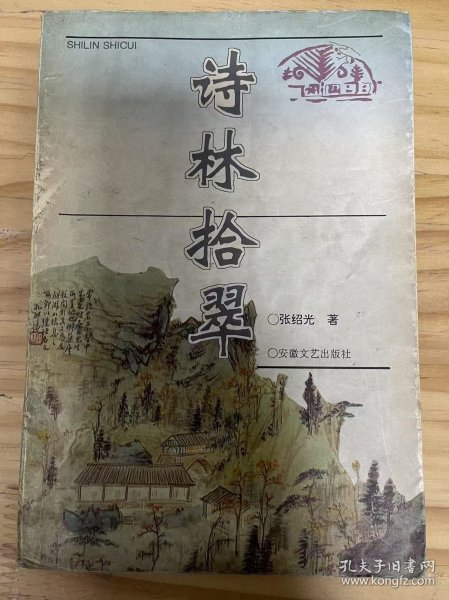 SHILIN SHICUI
诗林拾翠
○张绍光 著
○安徽文艺出版社
孔夫子旧书网
www.kongfz.com